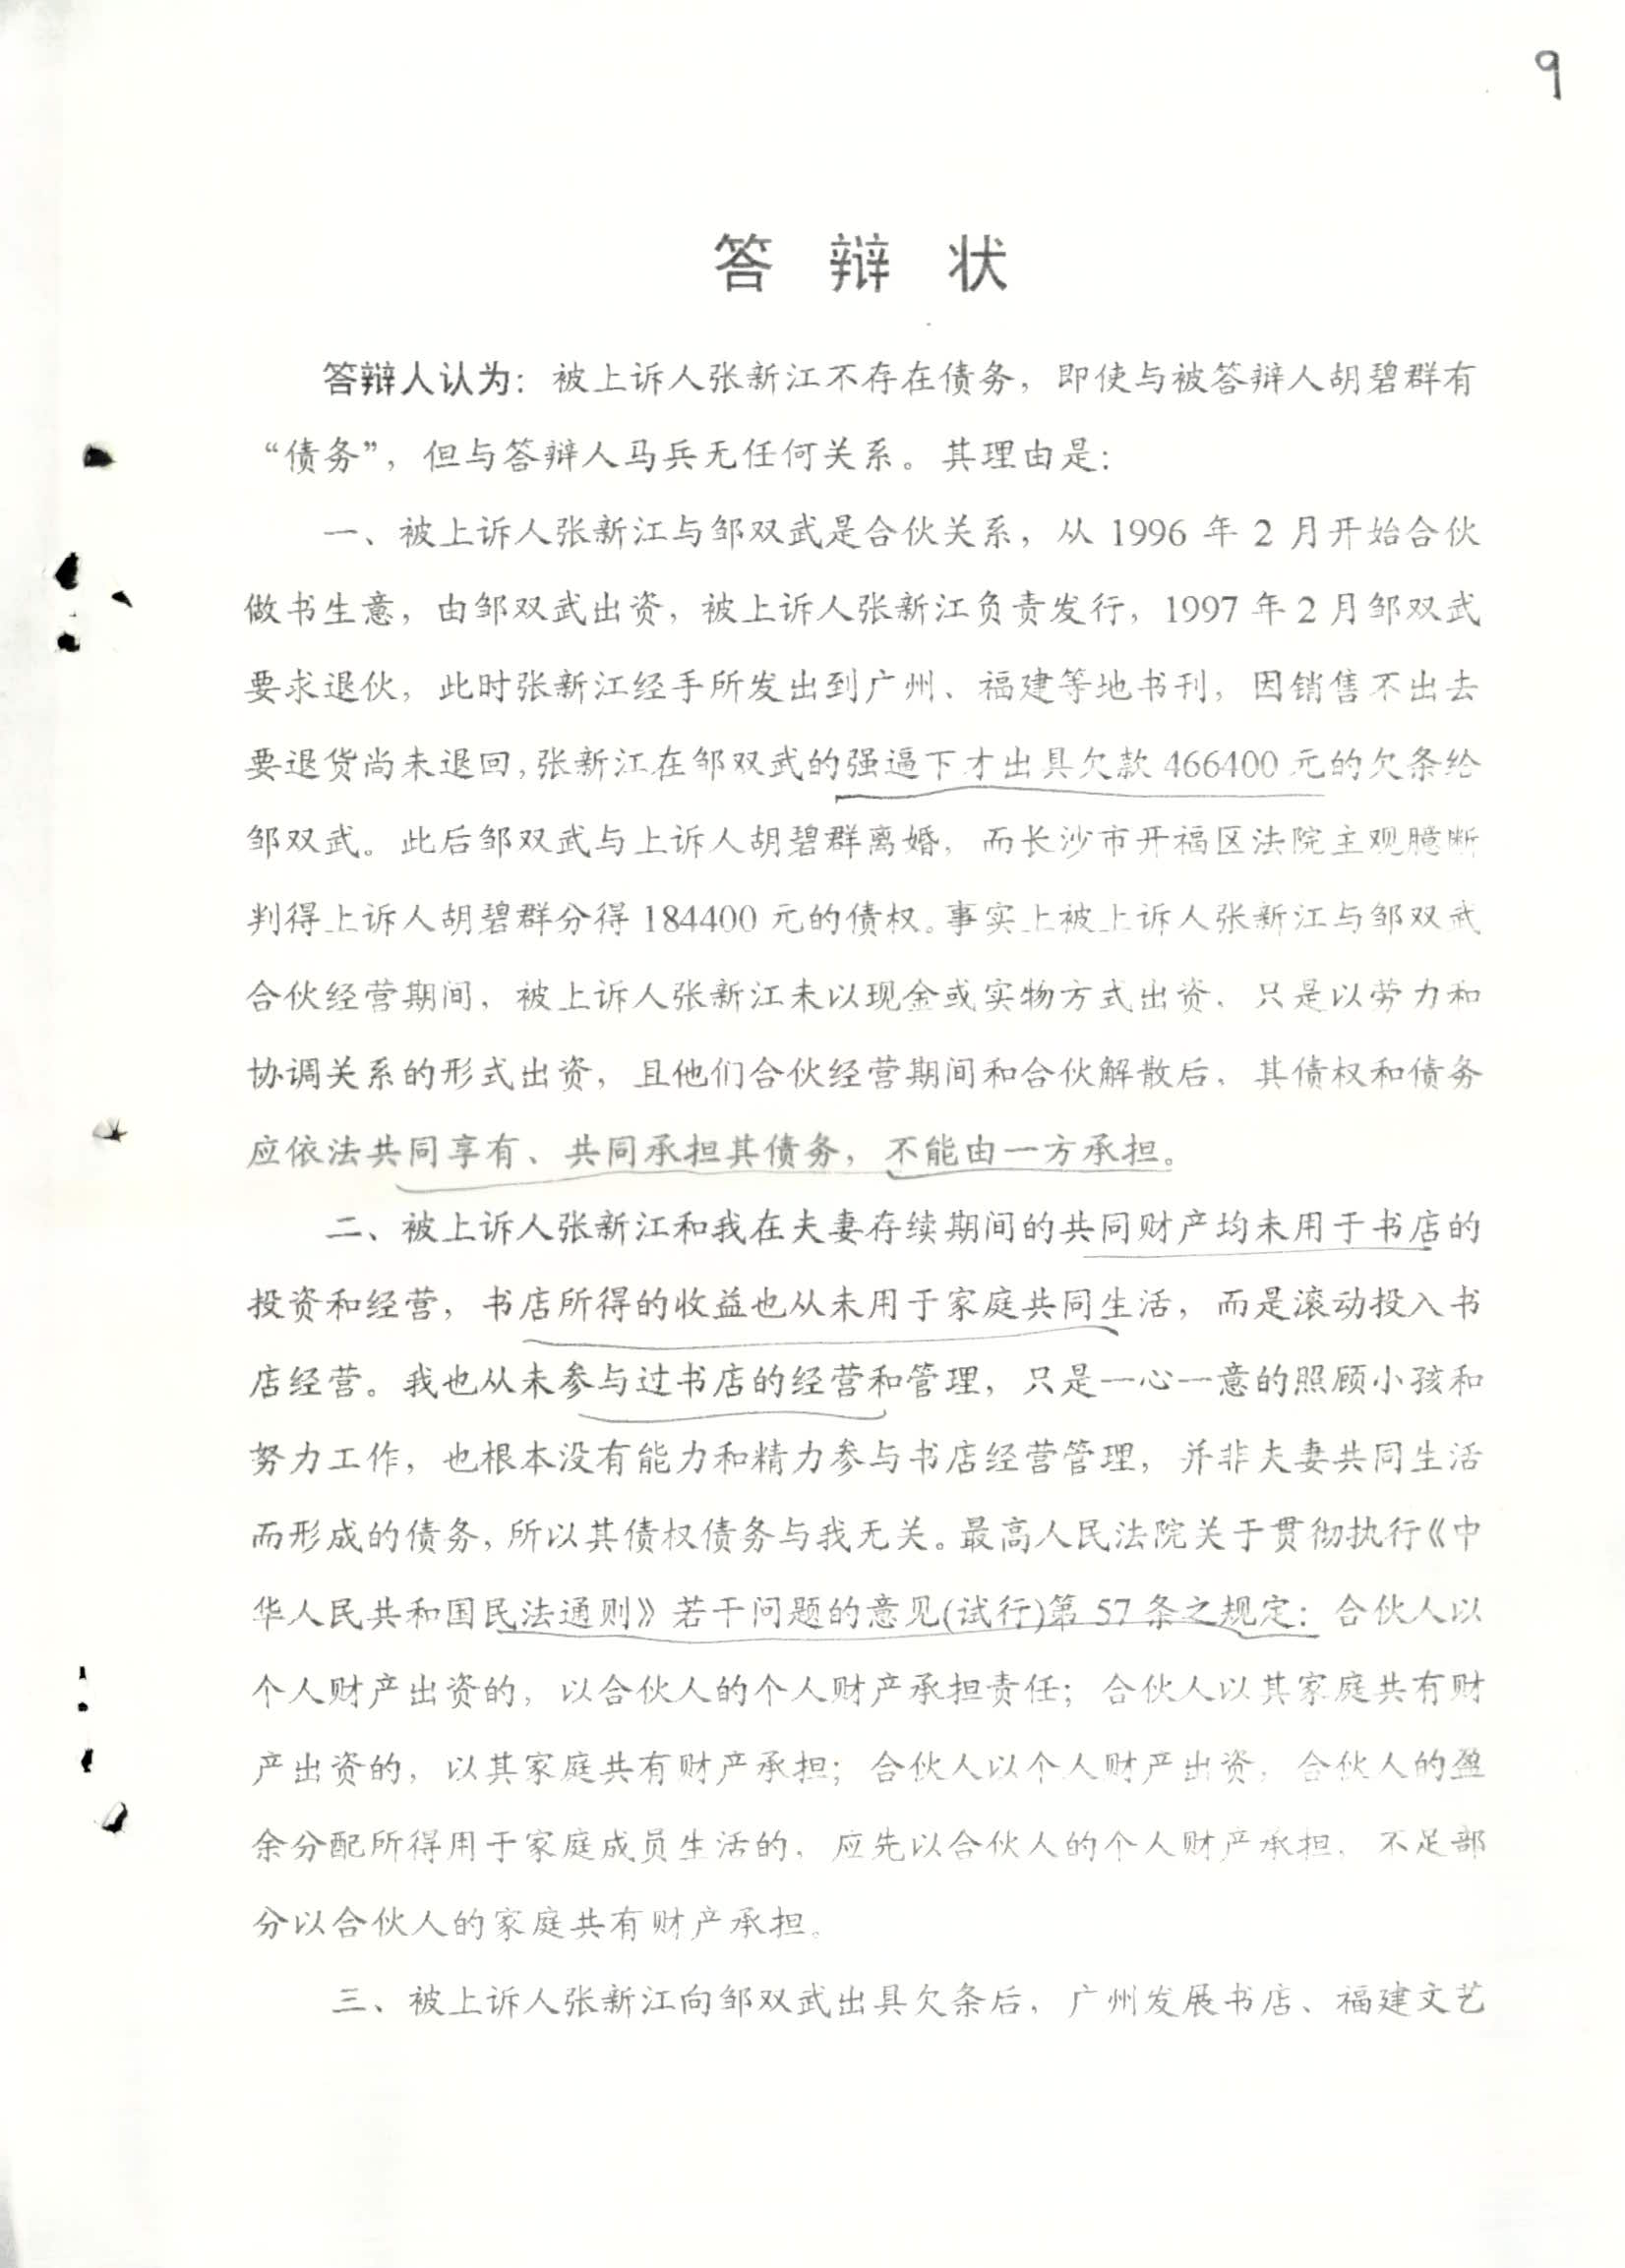 9
答辩状
答辩人认为：被上诉人张新江不存在债务，即使与被答辩人胡碧群有
“债务”，但与答辩人马兵无任何关系。其理由是：
一、被上诉人张新江与邹双武是合伙关系，从 1996 年 2 月开始合伙
做书生意，由邹双武出资，被上诉人张新江负责发行，1997 年 2 月邹双武
要求退伙，此时张新江经手所发出到广州、福建等地书刊，因销售不出去
要退货尚未退回，张新江在邹双武的强逼下才出具欠款 466400 元的欠条给
邹双武。此后邹双武与上诉人胡碧群离婚，而长沙市开福区法院主观臆断
判得上诉人胡碧群分得 184400 元的债权。事实上被上诉人张新江与邹双武
合伙经营期间，被上诉人张新江未以现金或实物方式出资，只是以劳力和
协调关系的形式出资，且他们合伙经营期间和合伙解散后，其债权和债务
应依法共同享有、共同承担其债务，不能由一方承担。
二、被上诉人张新江和我在夫妻存续期间的共同财产均未用于书店的
投资和经营，书店所得的收益也从未用于家庭共同生活，而是滚动投入书
店经营。我也从未参与过书店的经营和管理，只是一心一意的照顾小孩和
努力工作，也根本没有能力和精力参与书店经营管理，并非夫妻共同生活
而形成的债务，所以其债权债务与我无关。最高人民法院关于贯彻执行《中
华人民共和国民法通则》若干问题的意见(试行)第 57 条之规定：合伙人以
个人财产出资的，以合伙人的个人财产承担责任；合伙人以其家庭共有财
产出资的，以其家庭共有财产承担；合伙人以个人财产出资，合伙人的盈
余分配所得用于家庭成员生活的，应先以合伙人的个人财产承担，不足部
分以合伙人的家庭共有财产承担。
三、被上诉人张新江向邹双武出具欠条后，广州发展书店、福建文艺